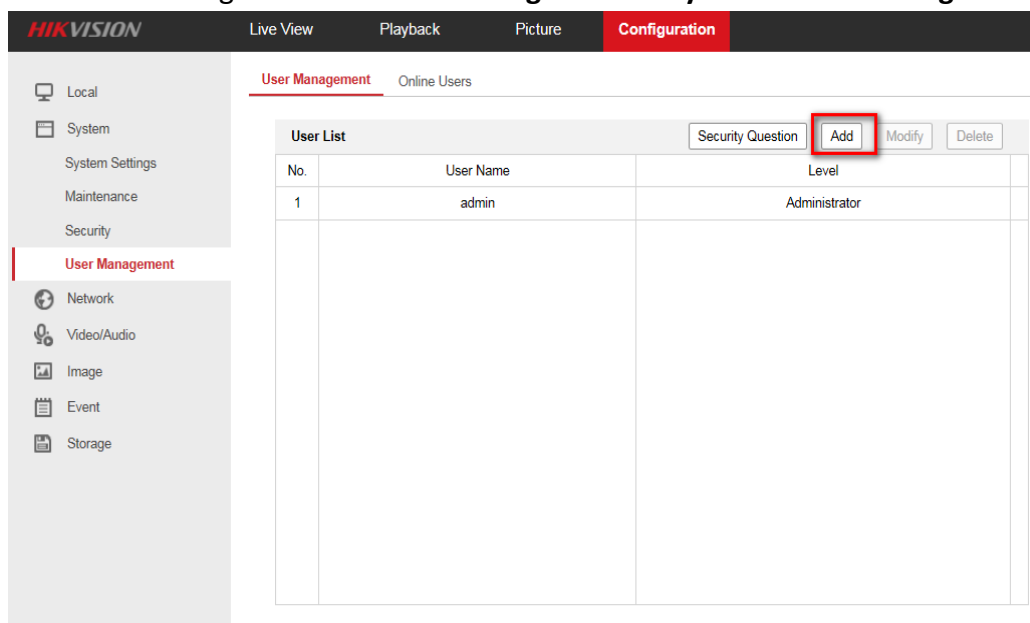 HIKVISION Live View Playback Picture Configuration
Local
System
System Settings
Maintenance
Security
User Management
Network
Video/Audio
Image
Event
Storage
User Management Online Users
User List Security Question Add Modify Delete
No. User Name Level
1 admin Administrator